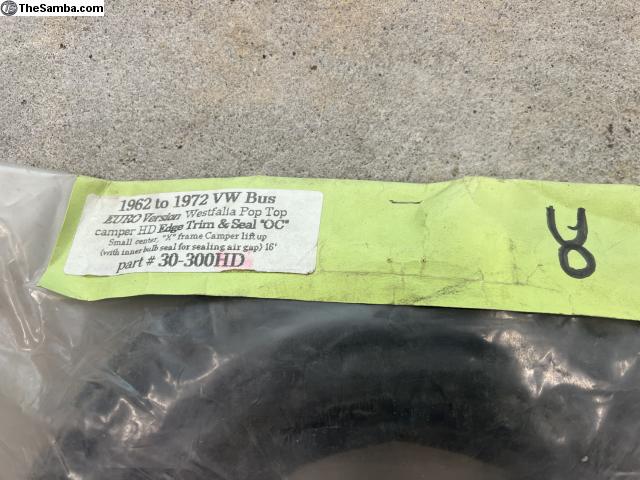 TheSamba.com
1962 to 1972 VW Bus
EURO Version Westfalia Pop Top
camper HD Edge Trim & Seal "OC"
Small center, "X" frame Camper lift up
(with inner bulb seal for sealing air gap) 16'
part # 30-300HD
8